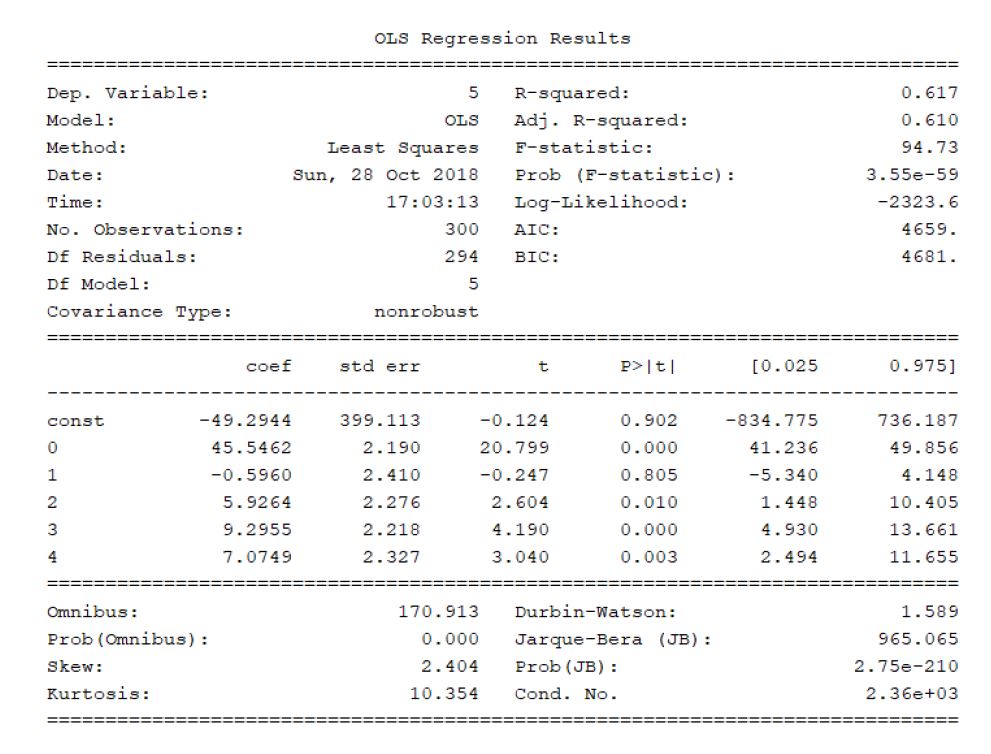 OLS Regression Results
==============================================================================
Dep. Variable:                      5   R-squared:                       0.617
Model:                            OLS   Adj. R-squared:                  0.610
Method:                 Least Squares   F-statistic:                     94.73
Date:                Sun, 28 Oct 2018   Prob (F-statistic):           3.55e-59
Time:                        17:03:13   Log-Likelihood:                -2323.6
No. Observations:                 300   AIC:                             4659.
Df Residuals:                     294   BIC:                             4681.
Df Model:                           5
Covariance Type:            nonrobust
==============================================================================
                 coef    std err          t      P>|t|      [0.025      0.975]
------------------------------------------------------------------------------
const        -49.2944    399.113     -0.124      0.902    -834.775     736.187
0             45.5462      2.190     20.799      0.000      41.236      49.856
1             -0.5960      2.410     -0.247      0.805      -5.340       4.148
2              5.9264      2.276      2.604      0.010       1.448      10.405
3              9.2955      2.218      4.190      0.000       4.930      13.661
4              7.0749      2.327      3.040      0.003       2.494      11.655
==============================================================================
Omnibus:                      170.913   Durbin-Watson:                   1.589
Prob(Omnibus):                  0.000   Jarque-Bera (JB):              965.065
Skew:                           2.404   Prob(JB):                    2.75e-210
Kurtosis:                      10.354   Cond. No.                     2.36e+03
==============================================================================